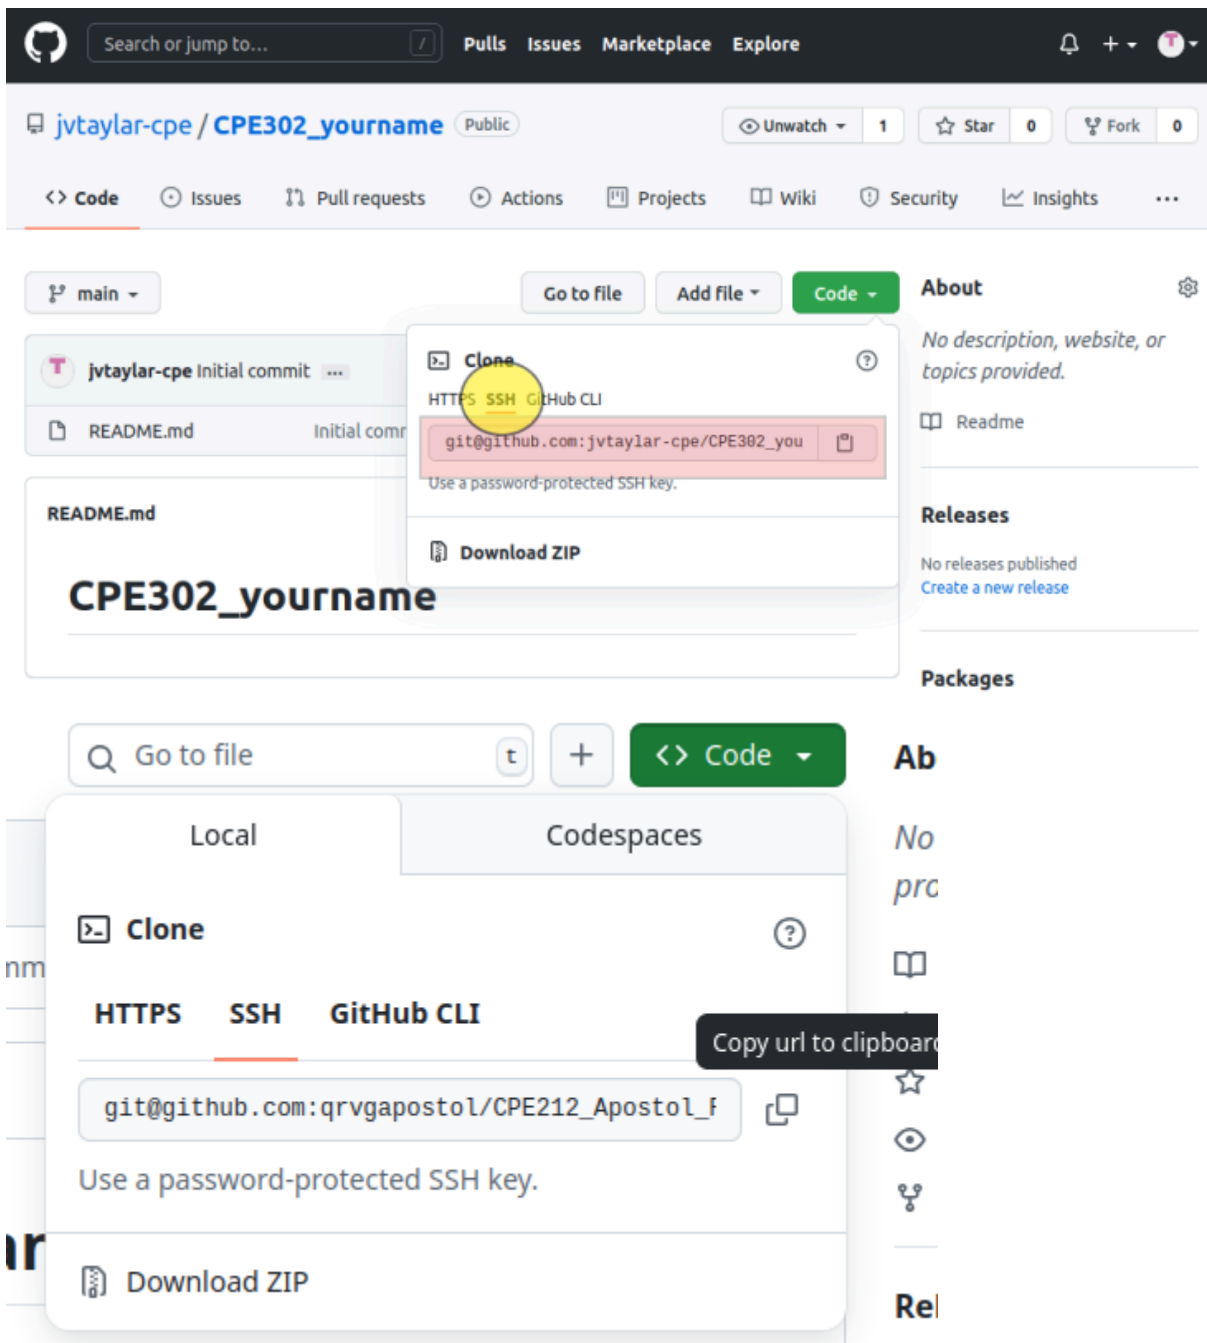 Search or jump to... / Pulls Issues Marketplace Explore
jvtaylar-cpe / CPE302_yourname Public Unwatch 1 Star 0 Fork 0
Code Issues Pull requests Actions Projects Wiki Security Insights ...
main Go to file Add file Code About
No description, website, or
topics provided.
Clone
jvtaylar-cpe Initial commit ...
HTTPS SSH GitHub CLI
README.md Initial comm
git@github.com:jvtaylar-cpe/CPE302_you
Readme
Use a password-protected SSH key.
README.md
Releases
Download ZIP
No releases published
Create a new release
CPE302_yourname
Packages
Go to file t + <> Code Ab
Local Codespaces
No
pro
Clone
mm
HTTPS SSH GitHub CLI
Copy url to clipboard
git@github.com:qrvgapostol/CPE212_Apostol_F
Use a password-protected SSH key.
ar
Download ZIP
Rel